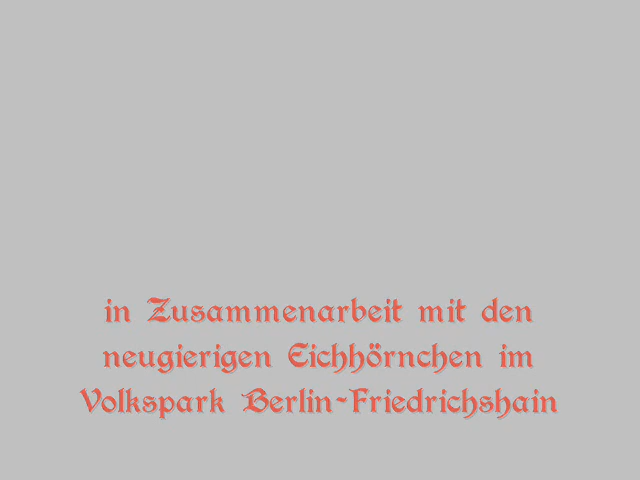 in Zusammenarbeit mit den
neugierigen Eichhörnchen im
Volkspark Berlin-Friedrichshain